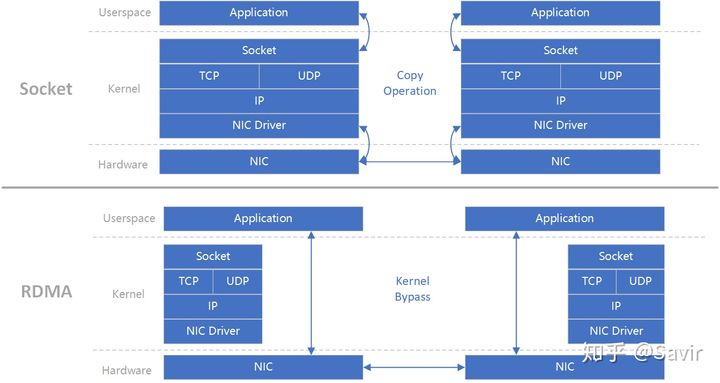 Userspace Application Application
Socket Socket
Socket Kernel TCP UDP Copy TCP UDP
Operation
IP IP
NIC Driver NIC Driver
Hardware NIC NIC
Userspace Application Application
Socket Socket
RDMA Kernel TCP UDP Kernel TCP UDP
Bypass
IP IP
NIC Driver NIC Driver
Hardware NIC NIC
知乎 @Savir